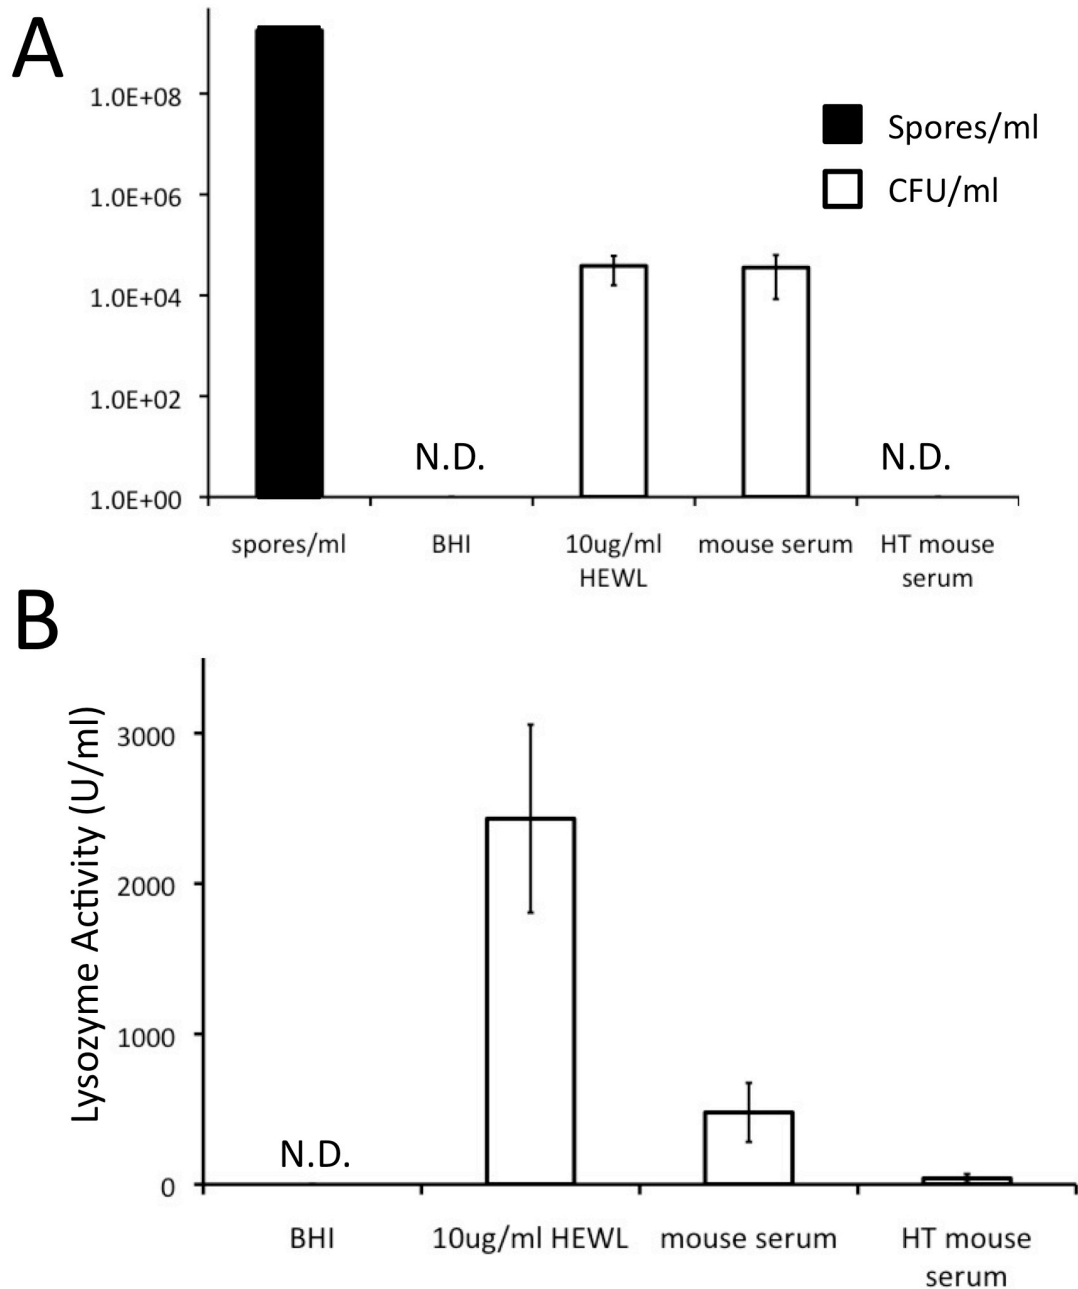 A
1.0E+08
1.0E+06
1.0E+04
1.0E+02
1.0E+00
Spores/ml
CFU/ml
N.D.
N.D.
spores/ml
BHI
10ug/ml
HEWL
mouse serum
HT mouse
serum
B
Lysozyme Activity (U/ml)
3000
2000
1000
0
N.D.
BHI
10ug/ml HEWL
mouse serum
HT mouse
serum